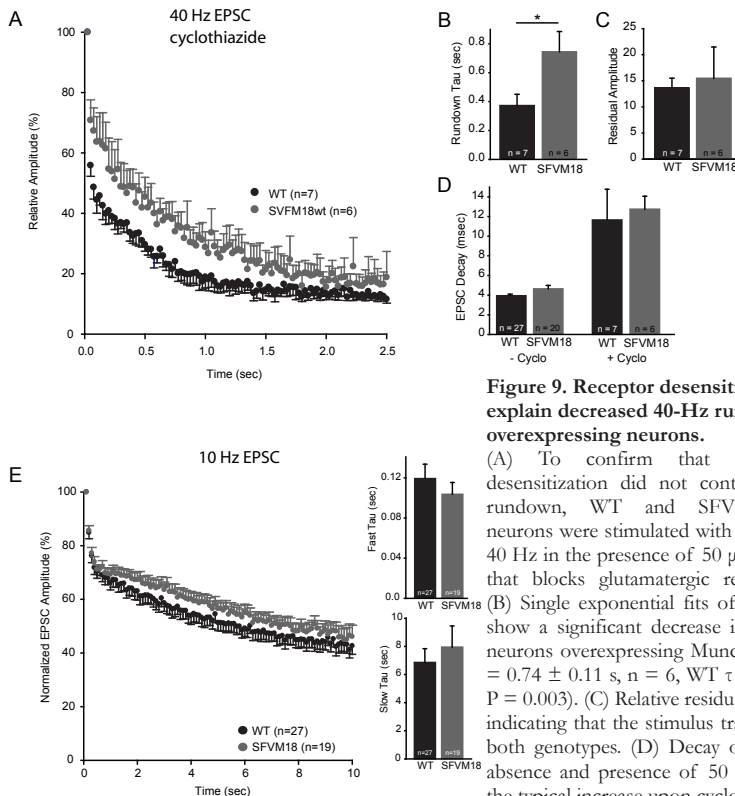 A
40 Hz EPSC
cyclothiazide
Relative Amplitude (%)
100
80
60
40
20
0
WT (n=7)
SVFM18wt (n=6)
0.0 0.5 1.0 1.5 2.0 2.5
Time (sec)
B
*
Rundown Tau (sec)
0.8
0.6
0.4
0.2
0.0
n = 7 n = 6
WT SFVM18
C
Residual Amplitude
25
20
15
10
5
0
n = 7 n = 6
WT SFVM18
D
EPSC Decay (msec)
14
12
10
8
6
4
2
0
n = 27 n = 20 n = 7 n = 6
WT SFVM18 WT SFVM18
- Cyclo + Cyclo
E
10 Hz EPSC
Normalized EPSC Amplitude (%)
100
80
60
40
20
0
WT (n=27)
SFVM18 (n=19)
0 2 4 6 8 10
Time (sec)
Fast Tau (sec)
0.12
0.08
0.04
0.0
n=27 n=19
WT SFVM18
Slow Tau (sec)
10
8
6
4
2
0
n=27 n=19
WT SFVM18
Figure 9. Receptor desensiti
explain decreased 40-Hz ru
overexpressing neurons.
(A) To confirm that
desensitization did not cont
rundown, WT and SFV
neurons were stimulated with
40 Hz in the presence of 50 µ
that blocks glutamatergic re
(B) Single exponential fits of
show a significant decrease i
neurons overexpressing Munc
= 0.74 ± 0.11 s, n = 6, WT τ
P = 0.003). (C) Relative residu
indicating that the stimulus tra
both genotypes. (D) Decay o
absence and presence of 50
the typical increase upon cyclo